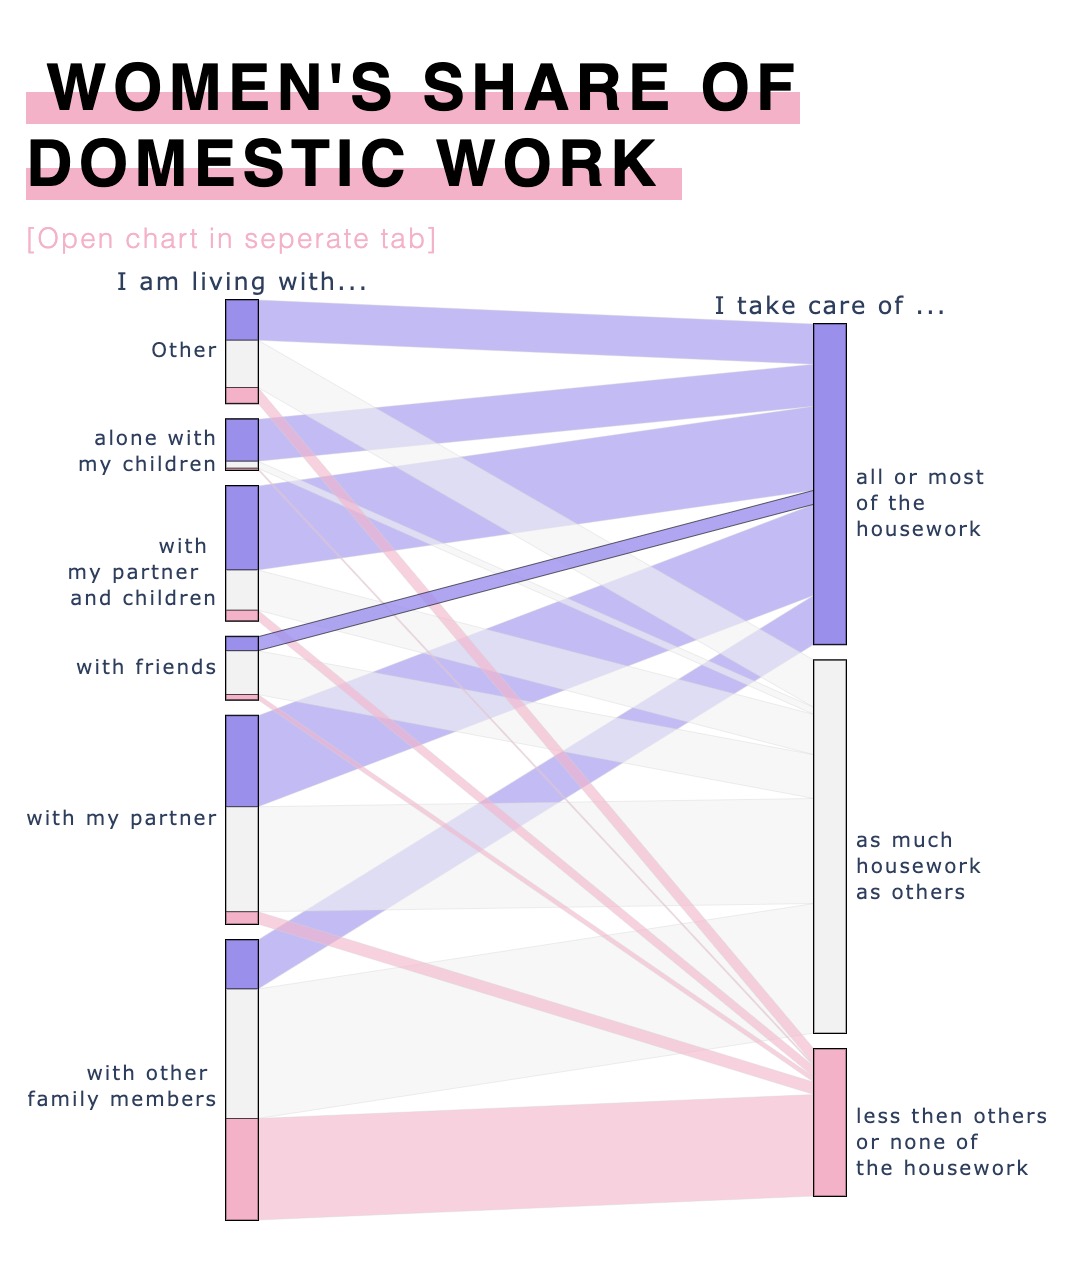 WOMEN'S SHARE OF
DOMESTIC WORK
[Open chart in seperate tab]
I am living with...
I take care of ...
Other
alone with
my children
with
my partner
and children
with friends
with my partner
with other
family members
all or most
of the
housework
as much
housework
as others
less then others
or none of
the housework